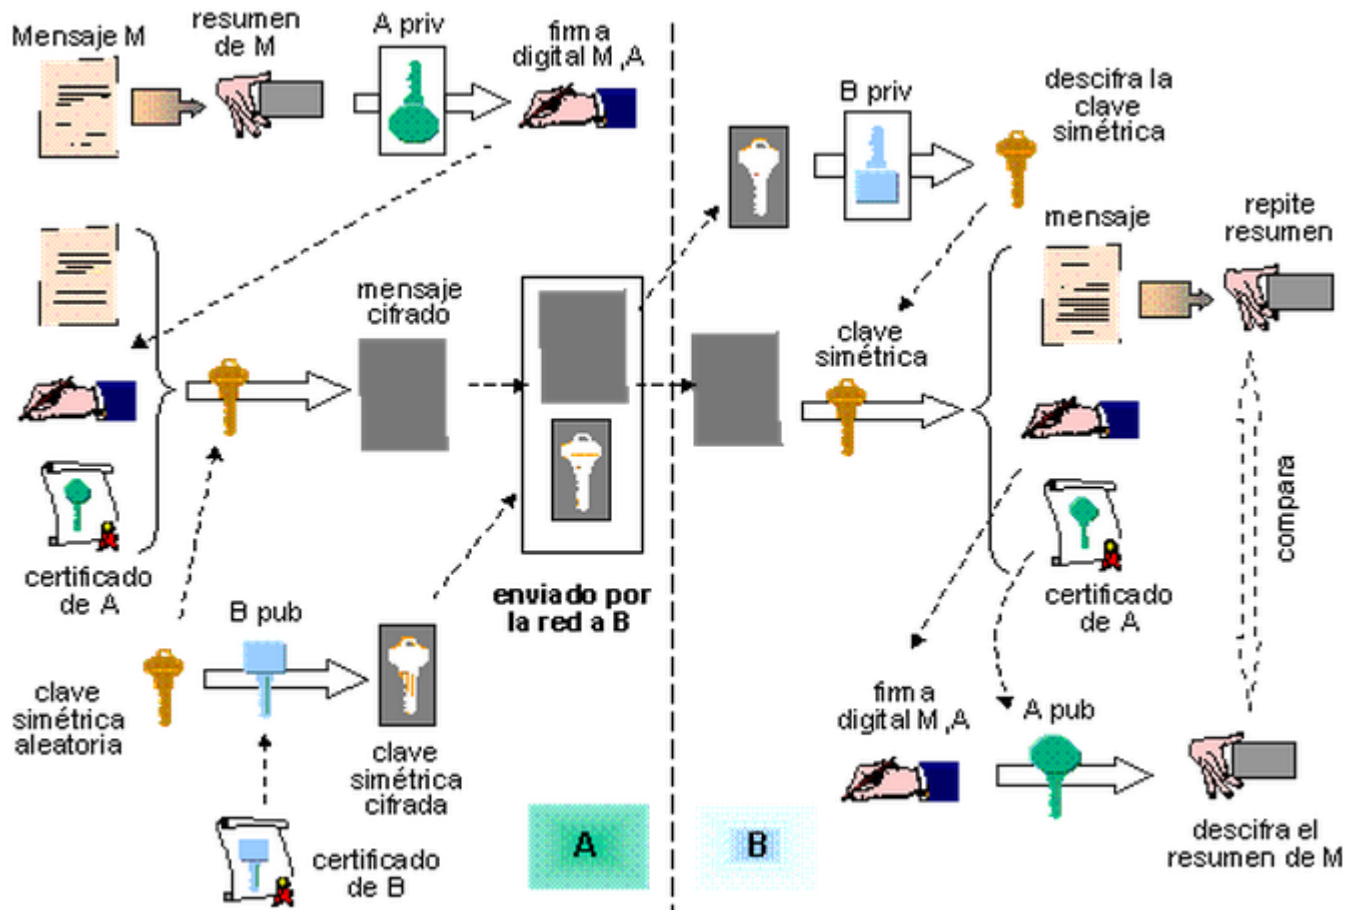 Mensaje M
resumen
de M
A priv
firma
digital M ,A
certificado
de A
clave
simétrica
aleatoria
B pub
certificado
de B
clave
simétrica
cifrada
mensaje
cifrado
enviado por
la red a B
A
B
B priv
descifra la
clave
simétrica
clave
simétrica
mensaje
repite
resumen
certificado
de A
compara
firma
digital M ,A
A pub
descifra el
resumen de M